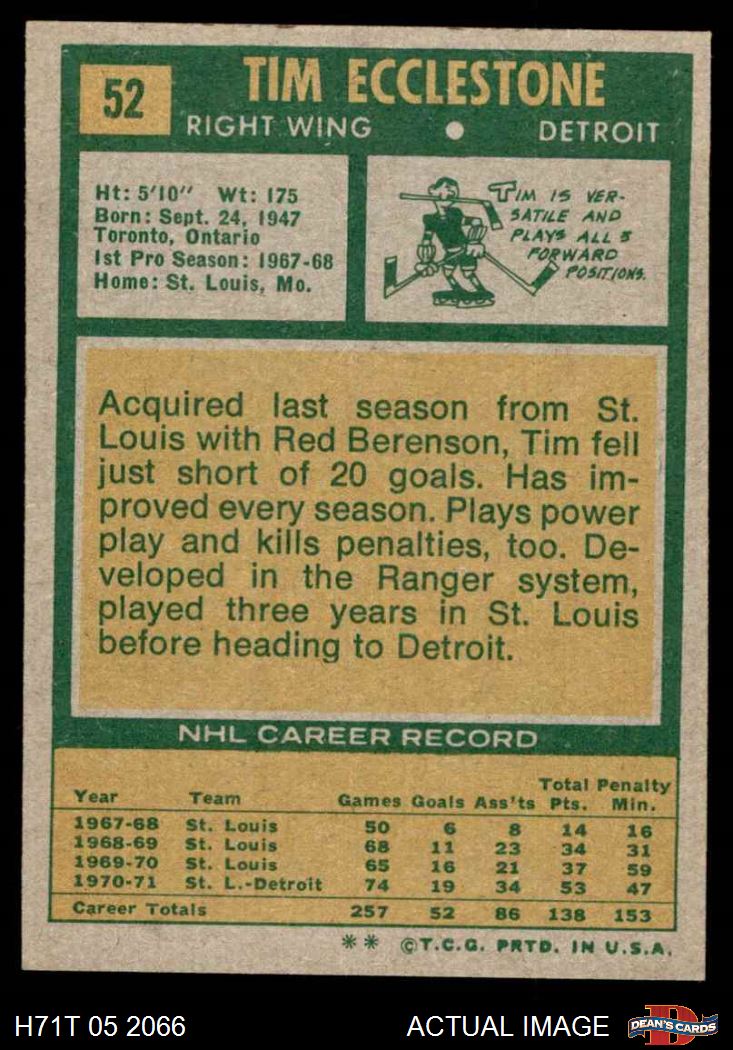 52
TIM ECCLESTONE
RIGHT WING • DETROIT
Ht: 5'10" Wt: 175
Born: Sept. 24, 1947
Toronto, Ontario
1st Pro Season: 1967-68
Home: St. Louis, Mo.
TIM IS VER-
SATILE AND
PLAYS ALL 3
FORWARD
POSITIONS.
Acquired last season from St.
Louis with Red Berenson, Tim fell
just short of 20 goals. Has im-
proved every season. Plays power
play and kills penalties, too. De-
veloped in the Ranger system,
played three years in St. Louis
before heading to Detroit.
NHL CAREER RECORD
Year Team Games Goals Ass'ts Total Pts. Penalty Min.
1967-68 St. Louis 50 6 8 14 16
1968-69 St. Louis 68 11 23 34 31
1969-70 St. Louis 65 16 21 37 59
1970-71 St. L.-Detroit 74 19 34 53 47
Career Totals 257 52 86 138 153
** ©T.C.G. PRTD. IN U.S.A.
H71T 05 2066 ACTUAL IMAGE D DEAN'S CARDS